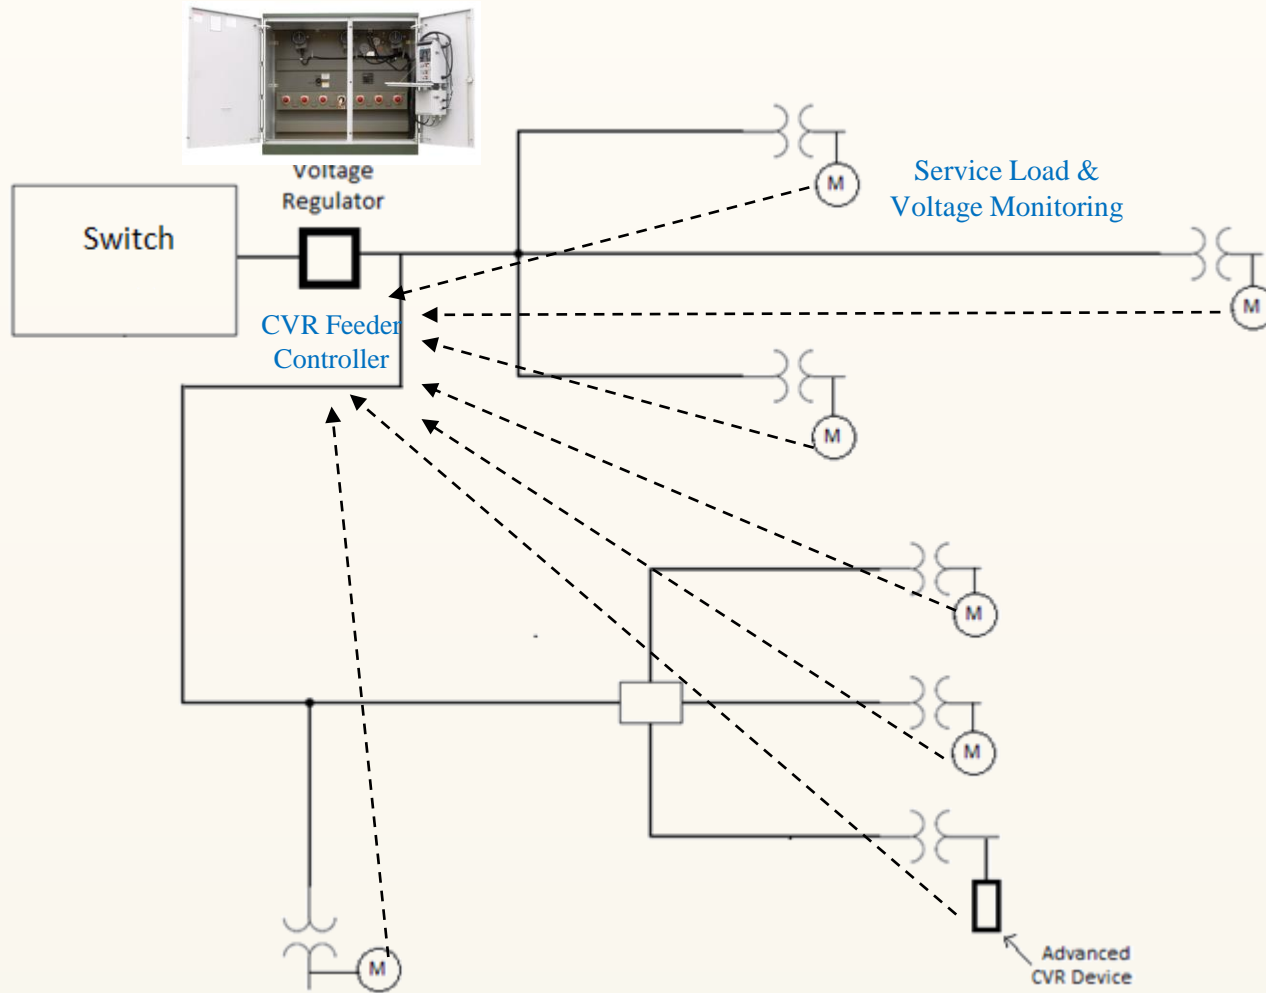 Voltage
Regulator
Switch
Service Load &
Voltage Monitoring
M
M
CVR Feeder
Controller
M
M
M
M
Advanced
CVR Device